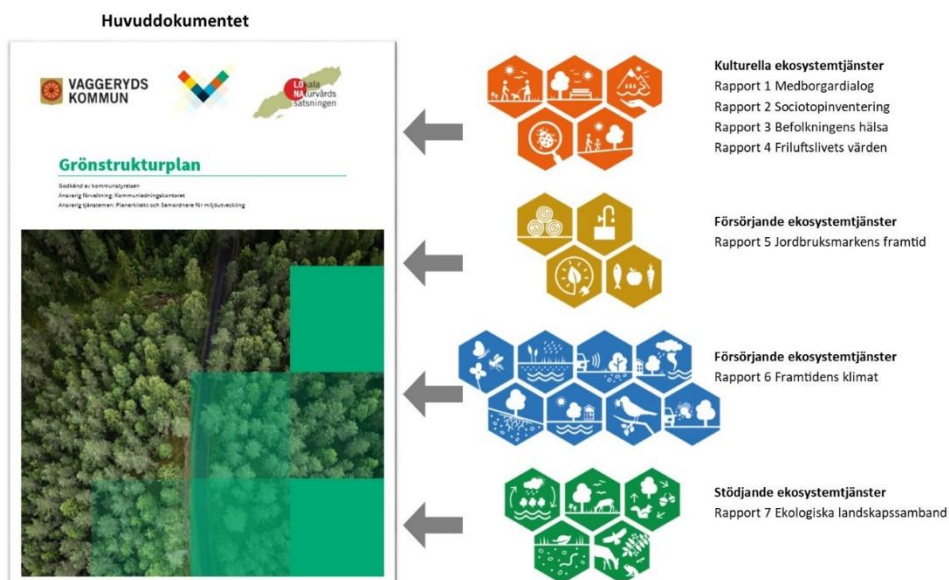 Huvuddokumentet
VAGGERYDS
KOMMUN
LOkala
NAturvårds
satsningen
Grönstrukturplan
Godkänd av kommunstyrelsen
Ansvarig förvaltning: Kommunledningskontoret
Ansvarig tjänsteman: Planarkitekt och Samordnare för miljöutveckling
Kulturella ekosystemtjänster
Rapport 1 Medborgardialog
Rapport 2 Sociotopinventering
Rapport 3 Befolkningens hälsa
Rapport 4 Friluftslivets värden
Försörjande ekosystemtjänster
Rapport 5 Jordbruksmarkens framtid
Försörjande ekosystemtjänster
Rapport 6 Framtidens klimat
Stödjande ekosystemtjänster
Rapport 7 Ekologiska landskapssamband